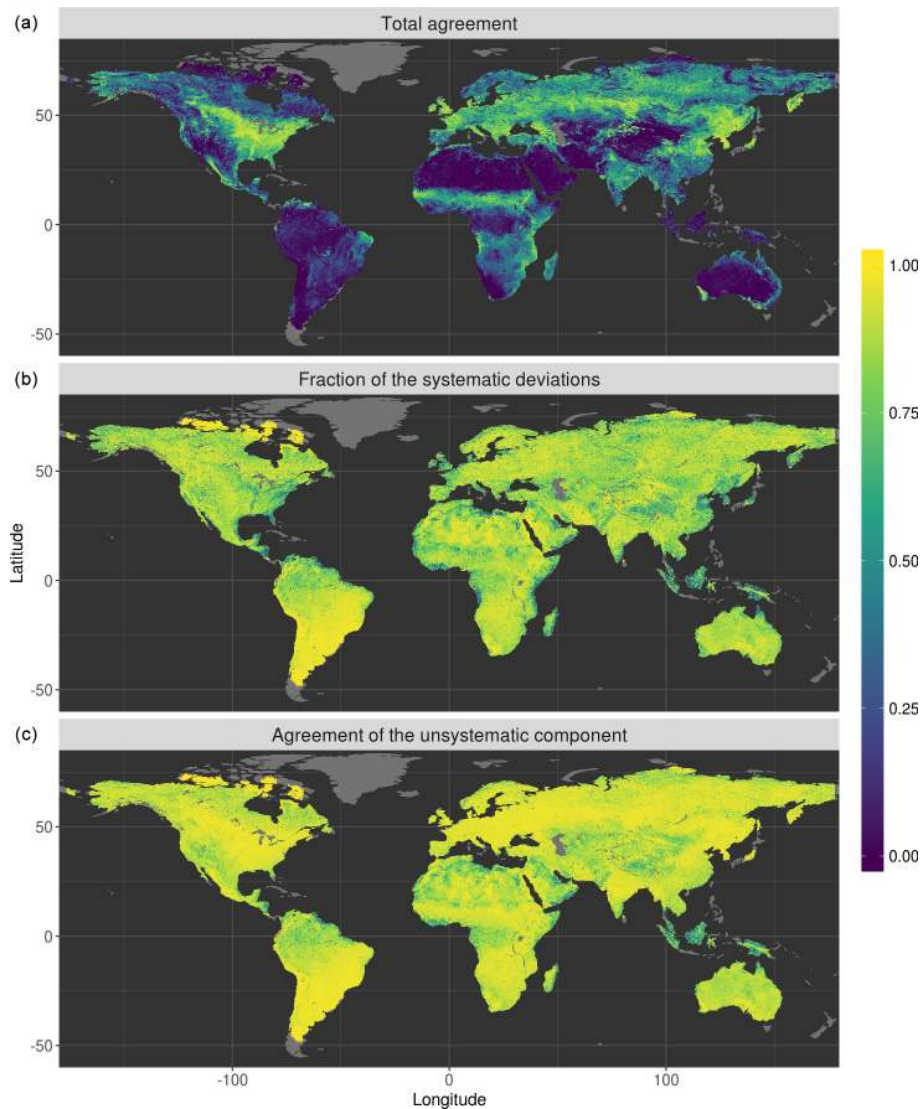 (a)
Total agreement
50
0
-50
(b)
Fraction of the systematic deviations
50
0
-50
Latitude
(c)
Agreement of the unsystematic component
50
0
-50
-100
0
100
Longitude
1.00
0.75
0.50
0.25
0.00